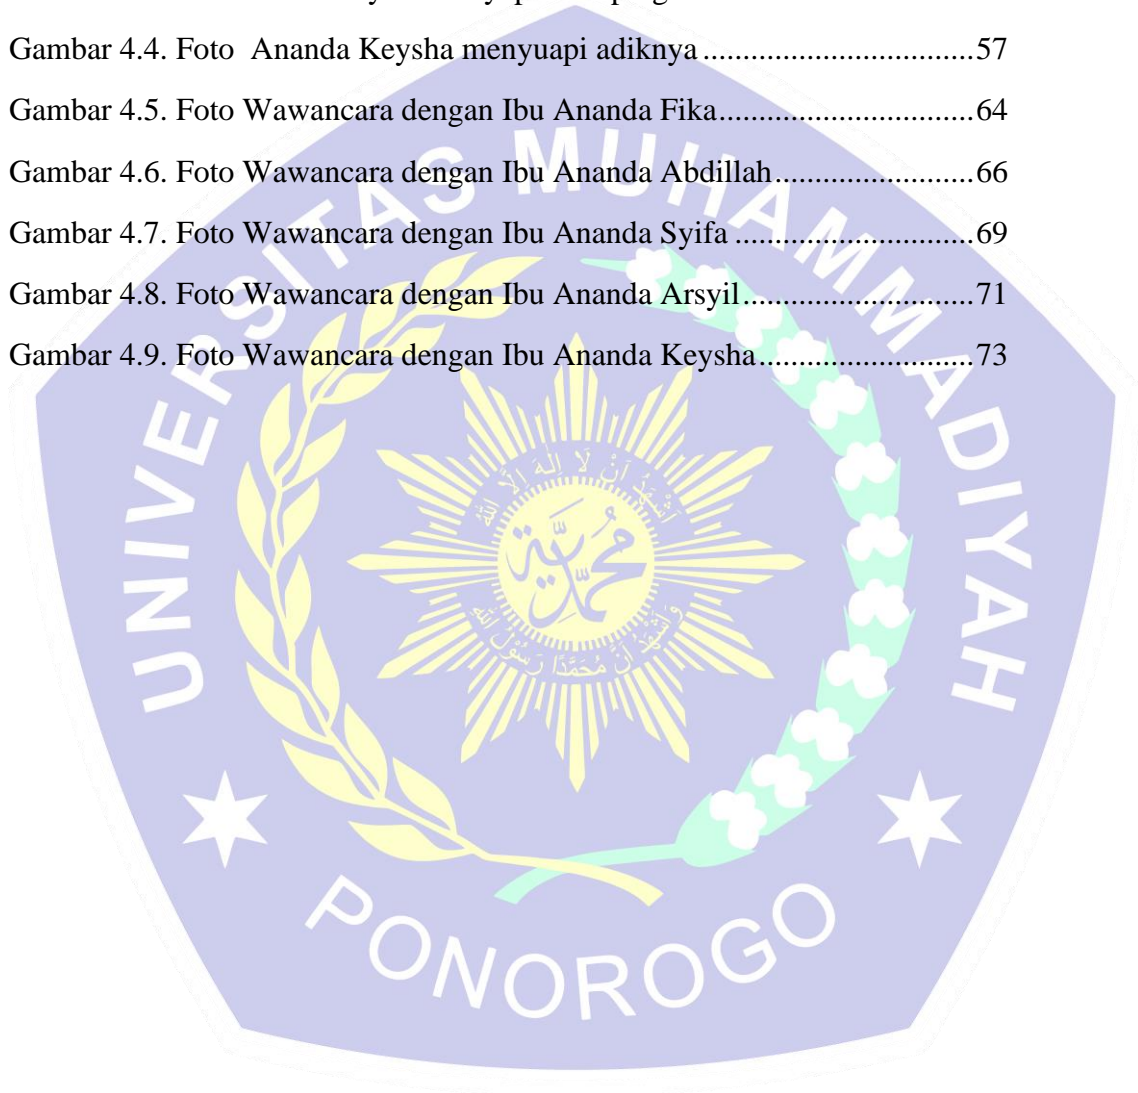 Gambar 4.4. Foto  Ananda Keysha menyuapi adiknya ..................................57
Gambar 4.5. Foto Wawancara dengan Ibu Ananda Fika................................64
Gambar 4.6. Foto Wawancara dengan Ibu Ananda Abdillah.........................66
Gambar 4.7. Foto Wawancara dengan Ibu Ananda Syifa ..............................69
Gambar 4.8. Foto Wawancara dengan Ibu Ananda Arsyil.............................71
Gambar 4.9. Foto Wawancara dengan Ibu Ananda Keysha...........................73
UNIVERSITAS MUHAMMADIYAH
اَشْهَدُ اَنْ لَا اِلٰهَ اِلَّا اللهُ
محمدية
وَاَشْهَدُ اَنَّ مُحَمَّدًا رَسُوْلُ اللهِ
PONOROGO